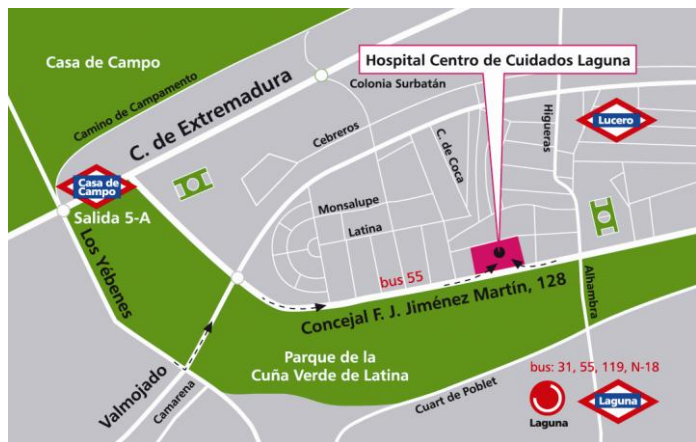 Casa de Campo
Hospital Centro de Cuidados Laguna
Camino de Campamento
C. de Extremadura
Colonia Surbatán
Cebreros
Higueras
Lucero
C. de Coca
Casa de
Campo
Salida 5-A
Monsalupe
Latina
Los Yébenes
bus 55
Concejal F. J. Jiménez Martín, 128
Alhambra
Parque de la
Cuña Verde de Latina
Valmojado
Camarena
Cuart de Poblet
bus: 31, 55, 119, N-18
Laguna
Laguna